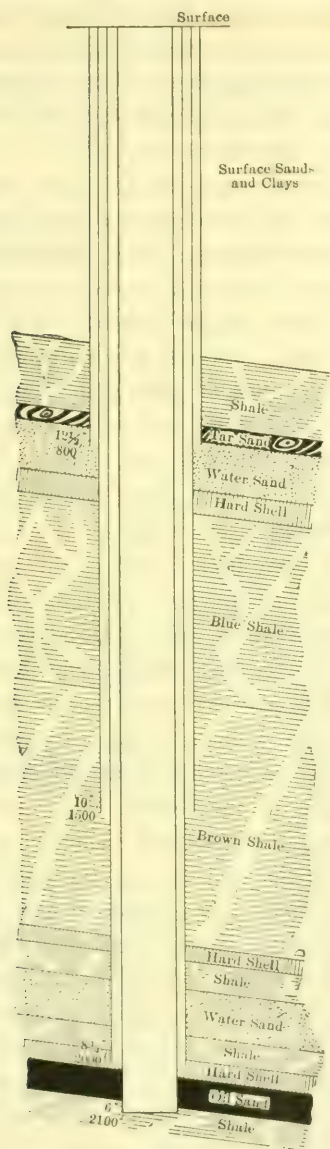 Surface
Surface Sands
and Clays
Shale
12½"
800
Tar Sand
Water Sand
Hard Shell
Blue Shale
10"
1500
Brown Shale
Hard Shell
Shale
Water Sand
Shale
2000
Hard Shell
Oil Sand
6"
2100'
Shale